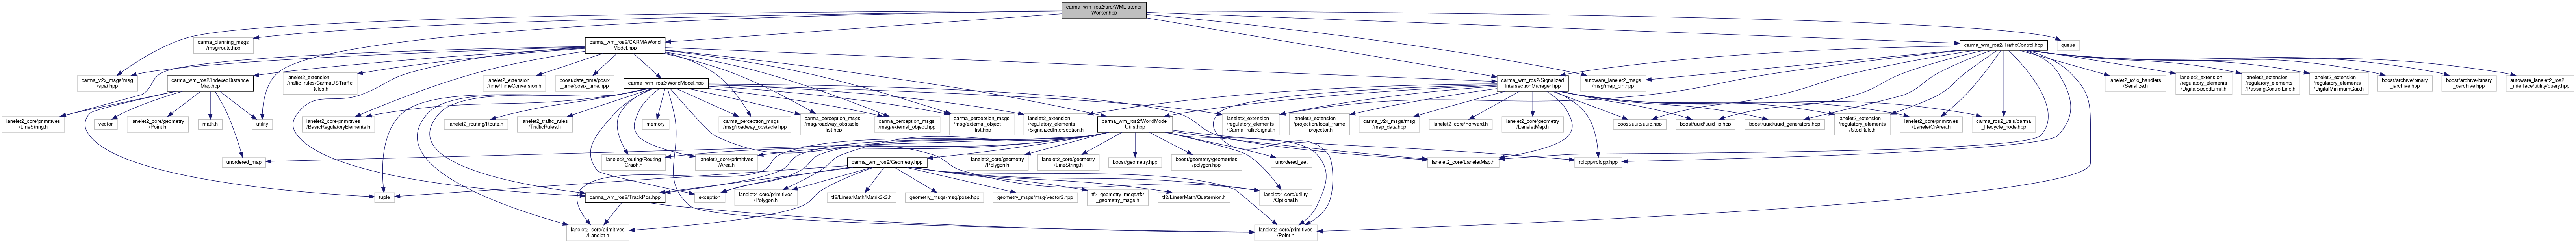 carma_wm_ros2/src/WMListener
Worker.hpp
carma_planning_msgs
/msg/route.hpp
carma_wm_ros2/CARMAWorld
Model.hpp
carma_wm_ros2/TrafficControl.hpp
queue
carma_v2x_msgs/msg
/spat.hpp
carma_wm_ros2/IndexedDistance
Map.hpp
lanelet2_extension
/traffic_rules/CarmaUSTraffic
Rules.h
lanelet2_extension
/time/TimeConversion.h
boost/date_time/posix
_time/posix_time.hpp
carma_wm_ros2/WorldModel.hpp
carma_wm_ros2/Signalized
IntersectionManager.hpp
autoware_lanelet2_msgs
/msg/map_bin.hpp
lanelet2_io/io_handlers
/Serialize.h
lanelet2_extension
/regulatory_elements
/DigitalSpeedLimit.h
lanelet2_extension
/regulatory_elements
/PassingControlLine.h
lanelet2_extension
/regulatory_elements
/DigitalMinimumGap.h
boost/archive/binary
_iarchive.hpp
boost/archive/binary
_oarchive.hpp
autoware_lanelet2_ros2
_interface/utility/query.hpp
lanelet2_core/primitives
/LineString.h
vector
lanelet2_core/geometry
/Point.h
math.h
utility
lanelet2_core/primitives
/BasicRegulatoryElements.h
lanelet2_routing/Route.h
lanelet2_traffic_rules
/TrafficRules.h
memory
carma_perception_msgs
/msg/roadway_obstacle.hpp
carma_perception_msgs
/msg/roadway_obstacle
_list.hpp
carma_perception_msgs
/msg/external_object.hpp
carma_perception_msgs
/msg/external_object
_list.hpp
lanelet2_extension
/regulatory_elements
/SignalizedIntersection.h
carma_wm_ros2/WorldModel
Utils.hpp
lanelet2_extension
/regulatory_elements
/CarmaTrafficSignal.h
lanelet2_extension
/projection/local_frame
_projector.h
carma_v2x_msgs/msg
/map_data.hpp
lanelet2_core/Forward.h
lanelet2_core/geometry
/LaneletMap.h
boost/uuid/uuid.hpp
boost/uuid/uuid_io.hpp
boost/uuid/uuid_generators.hpp
lanelet2_extension
/regulatory_elements
/StopRule.h
lanelet2_core/primitives
/LaneletOrArea.h
carma_ros2_utils/carma
_lifecycle_node.hpp
unordered_map
lanelet2_routing/Routing
Graph.h
lanelet2_core/primitives
/Area.h
carma_wm_ros2/Geometry.hpp
lanelet2_core/geometry
/Polygon.h
lanelet2_core/geometry
/LineString.h
boost/geometry.hpp
boost/geometry/geometries
/polygon.hpp
unordered_set
lanelet2_core/LaneletMap.h
rclcpp/rclcpp.hpp
tuple
carma_wm_ros2/TrackPos.hpp
exception
lanelet2_core/primitives
/Polygon.h
tf2/LinearMath/Matrix3x3.h
geometry_msgs/msg/pose.hpp
geometry_msgs/msg/vector3.hpp
tf2_geometry_msgs/tf2
_geometry_msgs.h
tf2/LinearMath/Quaternion.h
lanelet2_core/utility
/Optional.h
lanelet2_core/primitives
/Lanelet.h
lanelet2_core/primitives
/Point.h